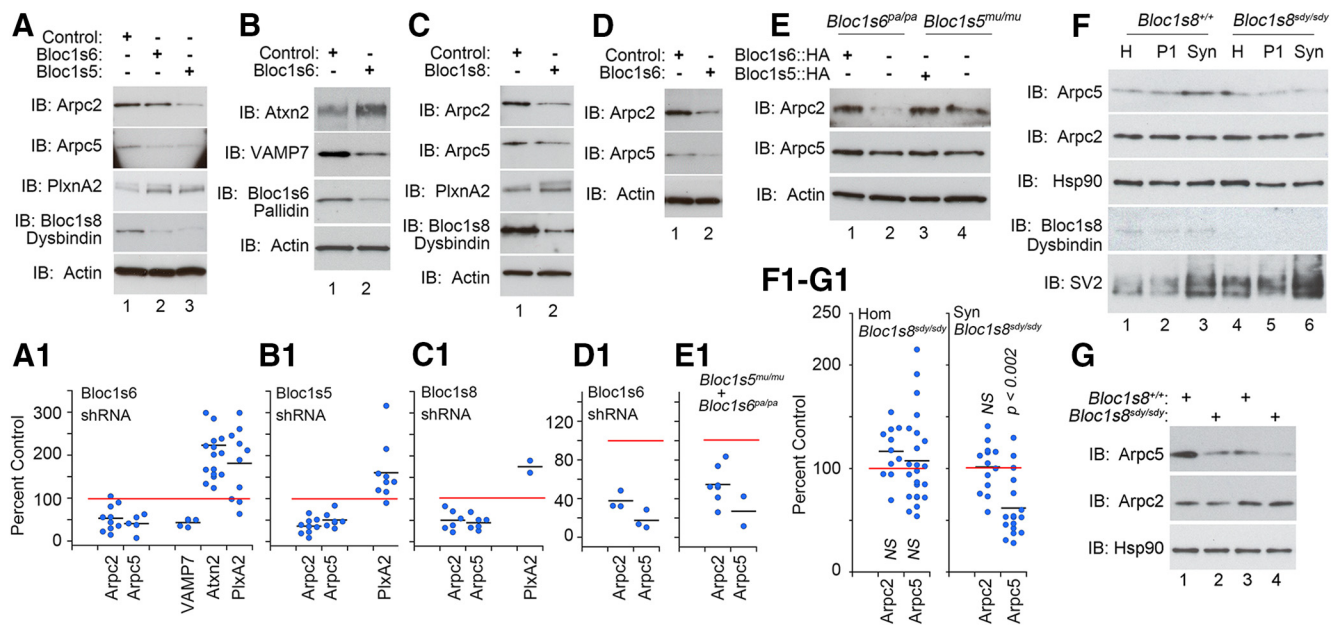 A
Control: + - -
Bloc1s6: - + -
Bloc1s5: - - +
IB: Arpc2
IB: Arpc5
IB: PlxnA2
IB: Bloc1s8
Dysbindin
IB: Actin
1 2 3
B
Control: + -
Bloc1s6: - +
IB: Atxn2
IB: VAMP7
IB: Bloc1s6
Pallidin
IB: Actin
1 2
C
Control: + -
Bloc1s8: - +
IB: Arpc2
IB: Arpc5
IB: PlxnA2
IB: Bloc1s8
Dysbindin
IB: Actin
1 2
D
Control: + -
Bloc1s6: - +
IB: Arpc2
IB: Arpc5
IB: Actin
1 2
E
Bloc1s6pa/pa Bloc1s5mu/mu
Bloc1s6::HA + - - -
Bloc1s5::HA - - + -
IB: Arpc2
IB: Arpc5
IB: Actin
1 2 3 4
F
Bloc1s8+/+ Bloc1s8sdy/sdy
H P1 Syn H P1 Syn
IB: Arpc5
IB: Arpc2
IB: Hsp90
IB: Bloc1s8
Dysbindin
IB: SV2
1 2 3 4 5 6
A1
Bloc1s6
shRNA
Percent Control
300
200
100
0
Arpc2
Arpc5
VAMP7
Atxn2
PlxA2
B1
Bloc1s5
shRNA
Arpc2
Arpc5
PlxA2
C1
Bloc1s8
shRNA
Arpc2
Arpc5
PlxA2
D1
Bloc1s6
shRNA
120
80
40
0
Arpc2
Arpc5
E1
Bloc1s5mu/mu
+
Bloc1s6pa/pa
Arpc2
Arpc5
F1-G1
Percent Control
250
200
150
100
50
0
Hom
Bloc1s8sdy/sdy
NS
NS
Arpc2
Arpc5
Syn
Bloc1s8sdy/sdy
NS
p < 0.002
Arpc2
Arpc5
G
Bloc1s8+/+: + +
Bloc1s8sdy/sdy: + +
IB: Arpc5
IB: Arpc2
IB: Hsp90
1 2 3 4